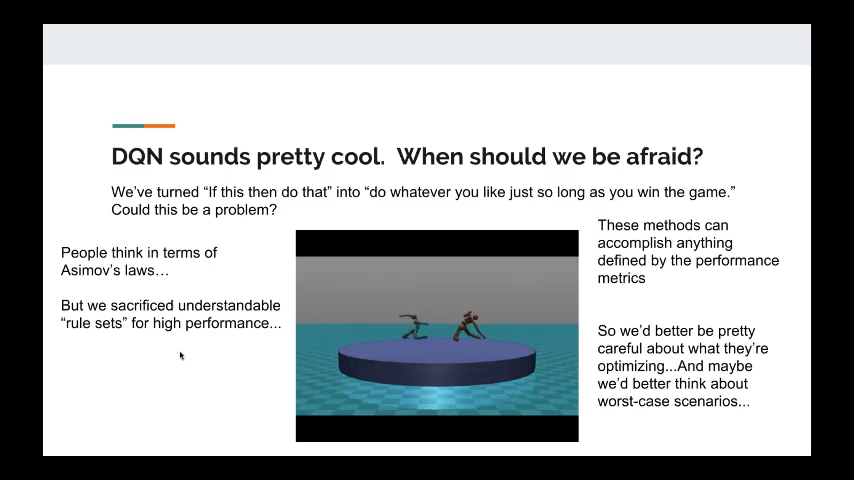 DQN sounds pretty cool.  When should we be afraid?
We’ve turned “If this then do that” into “do whatever you like just so long as you win the game.”
Could this be a problem?
People think in terms of
Asimov’s laws…
But we sacrificed understandable
“rule sets” for high performance...
These methods can
accomplish anything
defined by the performance
metrics
So we’d better be pretty
careful about what they’re
optimizing...And maybe
we’d better think about
worst-case scenarios...